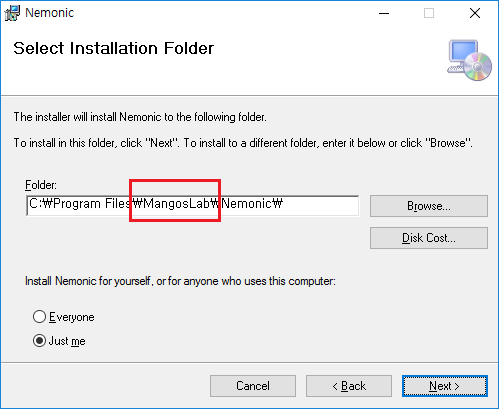 Nemonic
Select Installation Folder
The installer will install Nemonic to the following folder.
To install in this folder, click "Next". To install to a different folder, enter it below or click "Browse".
Folder:
C:₩Program Files₩MangosLab₩Nemonic₩
Browse...
Disk Cost...
Install Nemonic for yourself, or for anyone who uses this computer:
Everyone
Just me
Cancel
< Back
Next >